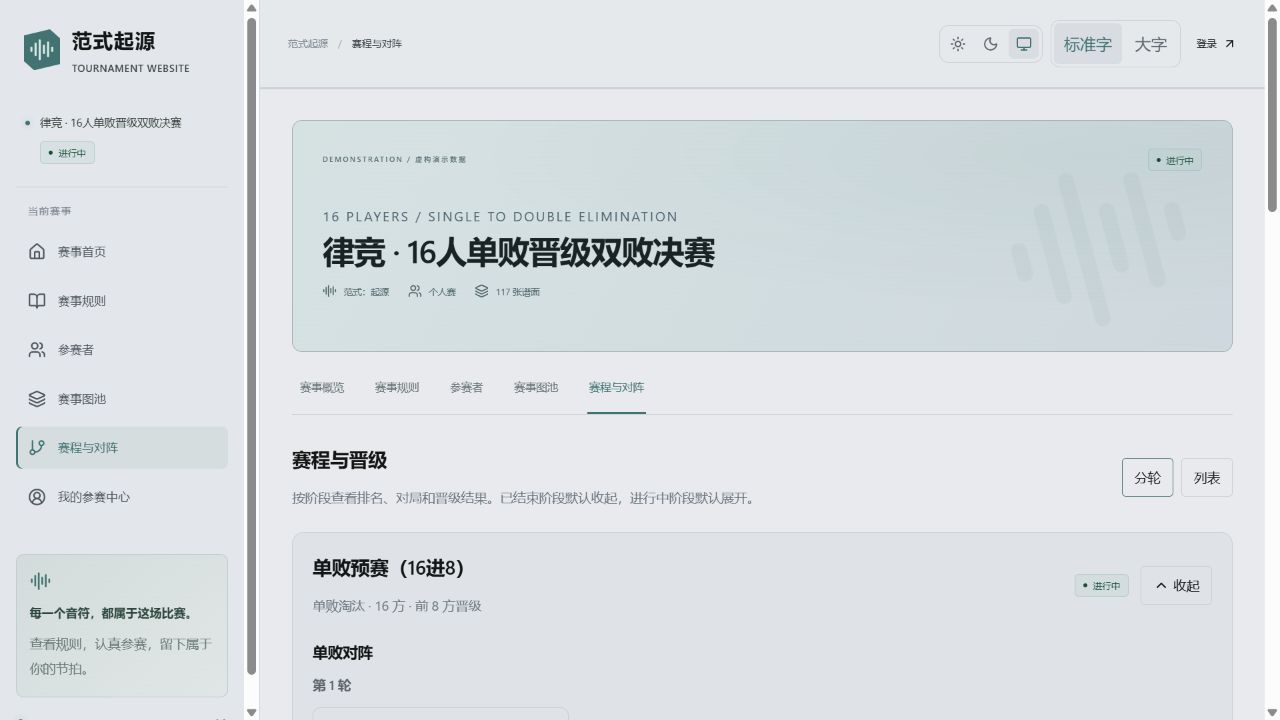 范式起源
TOURNAMENT WEBSITE
律竞 · 16人单败晋级双败决赛
进行中
当前赛事
赛事首页
赛事规则
参赛者
赛事图池
赛程与对阵
我的参赛中心
每一个音符，都属于这场比赛。
查看规则，认真参赛，留下属于
你的节拍。
范式起源 / 赛程与对阵
标准字 大字 登录
DEMONSTRATION / 虚构演示数据
进行中
16 PLAYERS / SINGLE TO DOUBLE ELIMINATION
律竞 · 16人单败晋级双败决赛
范式：起源 个人赛 117 张谱面
赛事概览 赛事规则 参赛者 赛事图池 赛程与对阵
赛程与晋级
按阶段查看排名、对局和晋级结果。已结束阶段默认收起，进行中阶段默认展开。
分轮 列表
单败预赛（16进8）
单败淘汰 · 16 方 · 前 8 方晋级
进行中 收起
单败对阵
第 1 轮